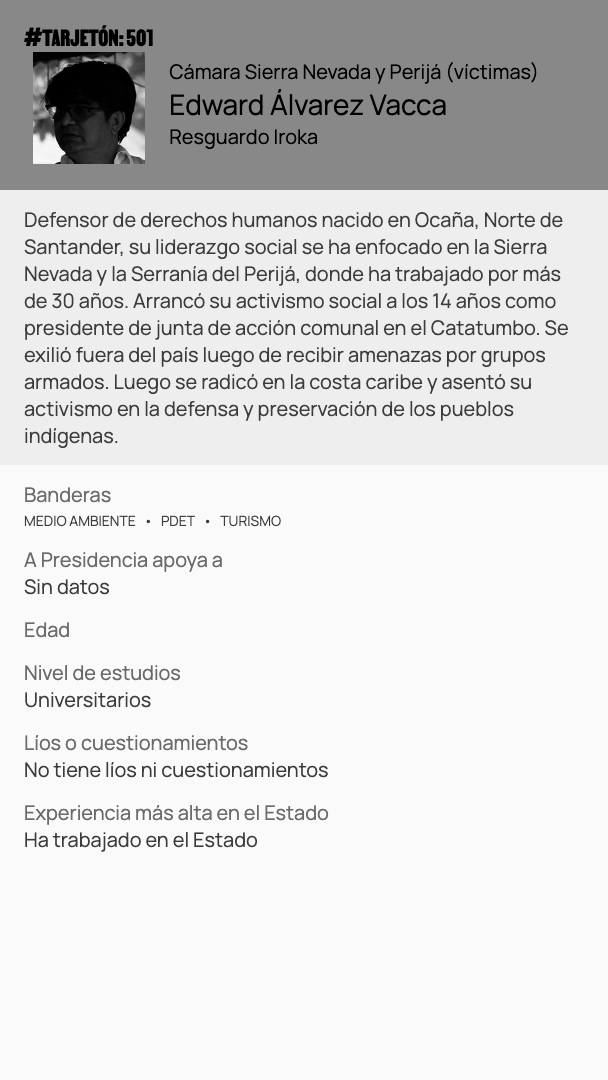 #TARJETÓN: 501
Cámara Sierra Nevada y Perijá (víctimas)
Edward Álvarez Vacca
Resguardo Iroka
Defensor de derechos humanos nacido en Ocaña, Norte de
Santander, su liderazgo social se ha enfocado en la Sierra
Nevada y la Serranía del Perijá, donde ha trabajado por más
de 30 años. Arrancó su activismo social a los 14 años como
presidente de junta de acción comunal en el Catatumbo. Se
exilió fuera del país luego de recibir amenazas por grupos
armados. Luego se radicó en la costa caribe y asentó su
activismo en la defensa y preservación de los pueblos
indígenas.
Banderas
MEDIO AMBIENTE • PDET • TURISMO
A Presidencia apoya a
Sin datos
Edad
Nivel de estudios
Universitarios
Líos o cuestionamientos
No tiene líos ni cuestionamientos
Experiencia más alta en el Estado
Ha trabajado en el Estado